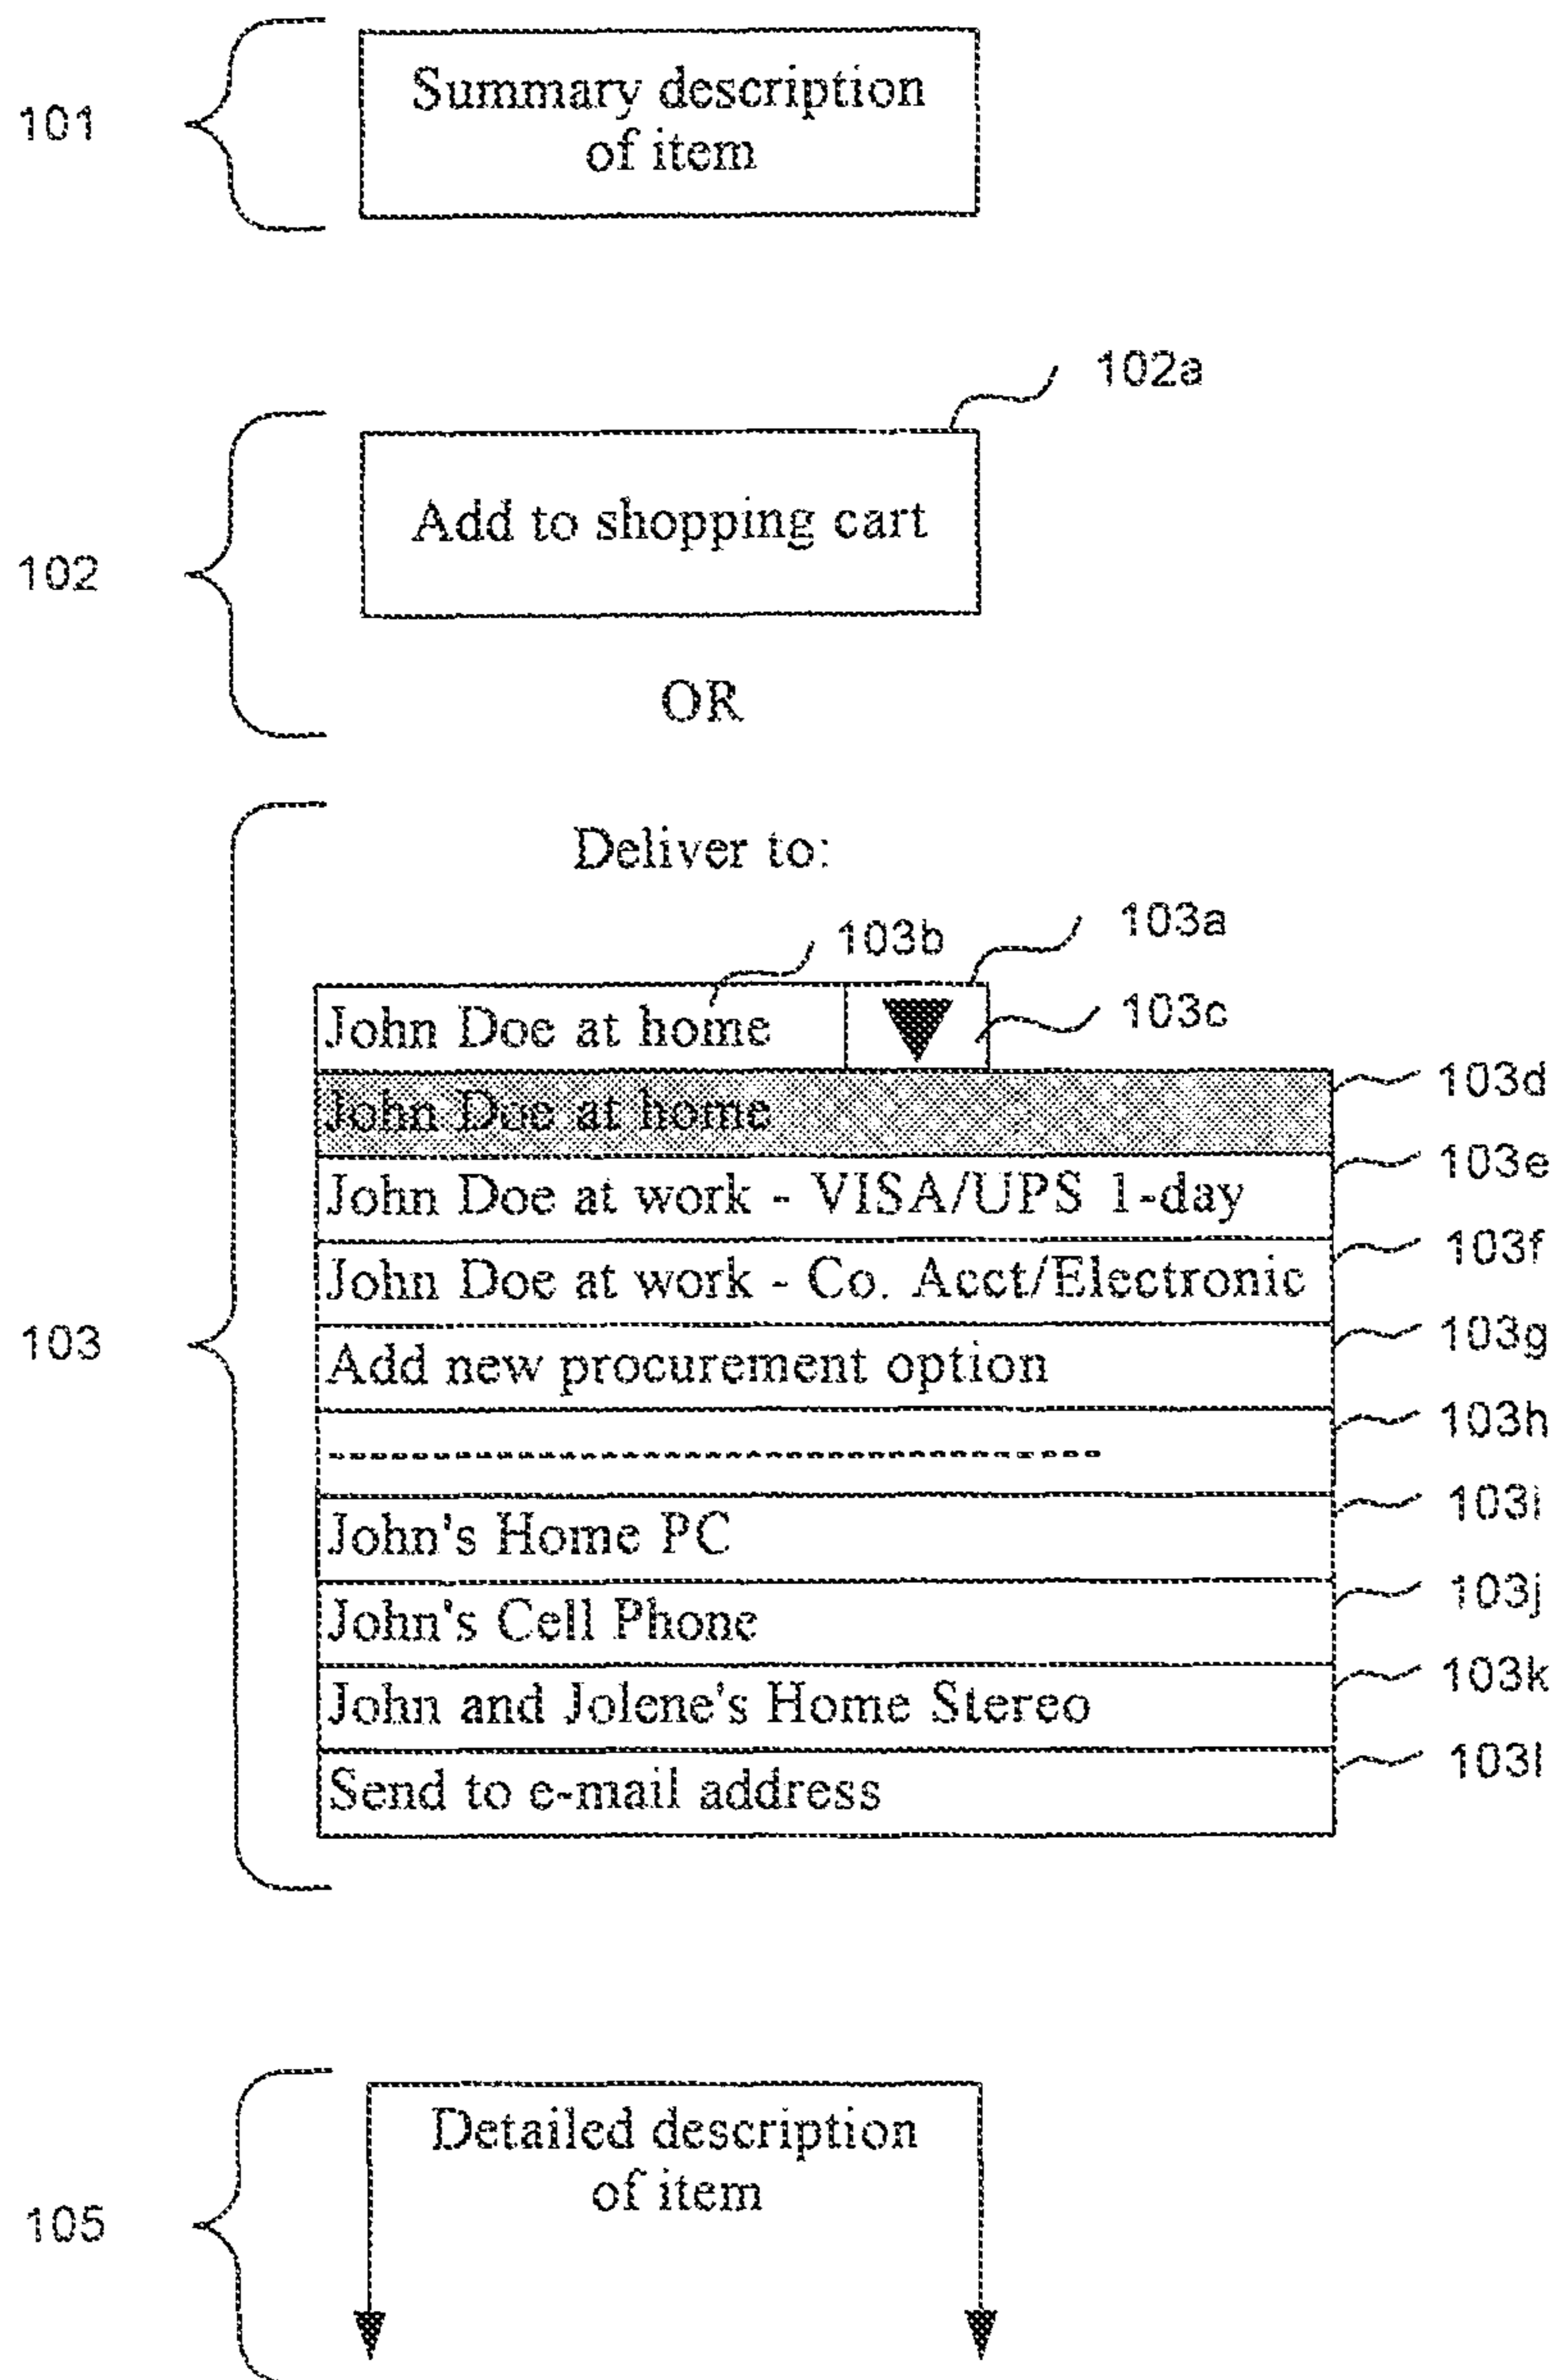 101
Summary description
of item
102a
102
Add to shopping cart
OR
103
Deliver to:
103b
103a
John Doe at home
103c
John Doe at home
103d
John Doe at work - VISA/UPS 1-day
103e
John Doe at work - Co. Acct/Electronic
103f
Add new procurement option
103g
------------------------------------
103h
John's Home PC
103i
John's Cell Phone
103j
John and Jolene's Home Stereo
103k
Send to e-mail address
103l
105
Detailed description
of item